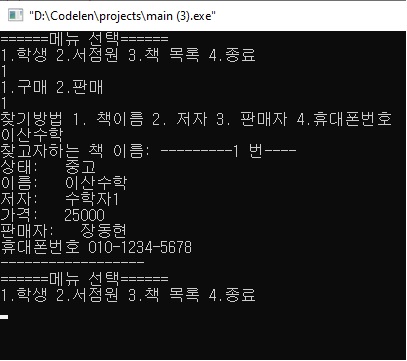 "D:\Codelen\projects\main (3).exe"
======메뉴 선택======
1.학생 2.서점원 3.책 목록 4.종료
1
1.구매 2.판매
1
찾기방법 1. 책이름 2. 저자 3. 판매자 4.휴대폰번호
이산수학
찾고자하는 책 이름: ---------1 번----
상태: 중고
이름: 이산수학
저자: 수학자1
가격: 25000
판매자: 장동현
휴대폰번호 010-1234-5678
------------------
======메뉴 선택======
1.학생 2.서점원 3.책 목록 4.종료